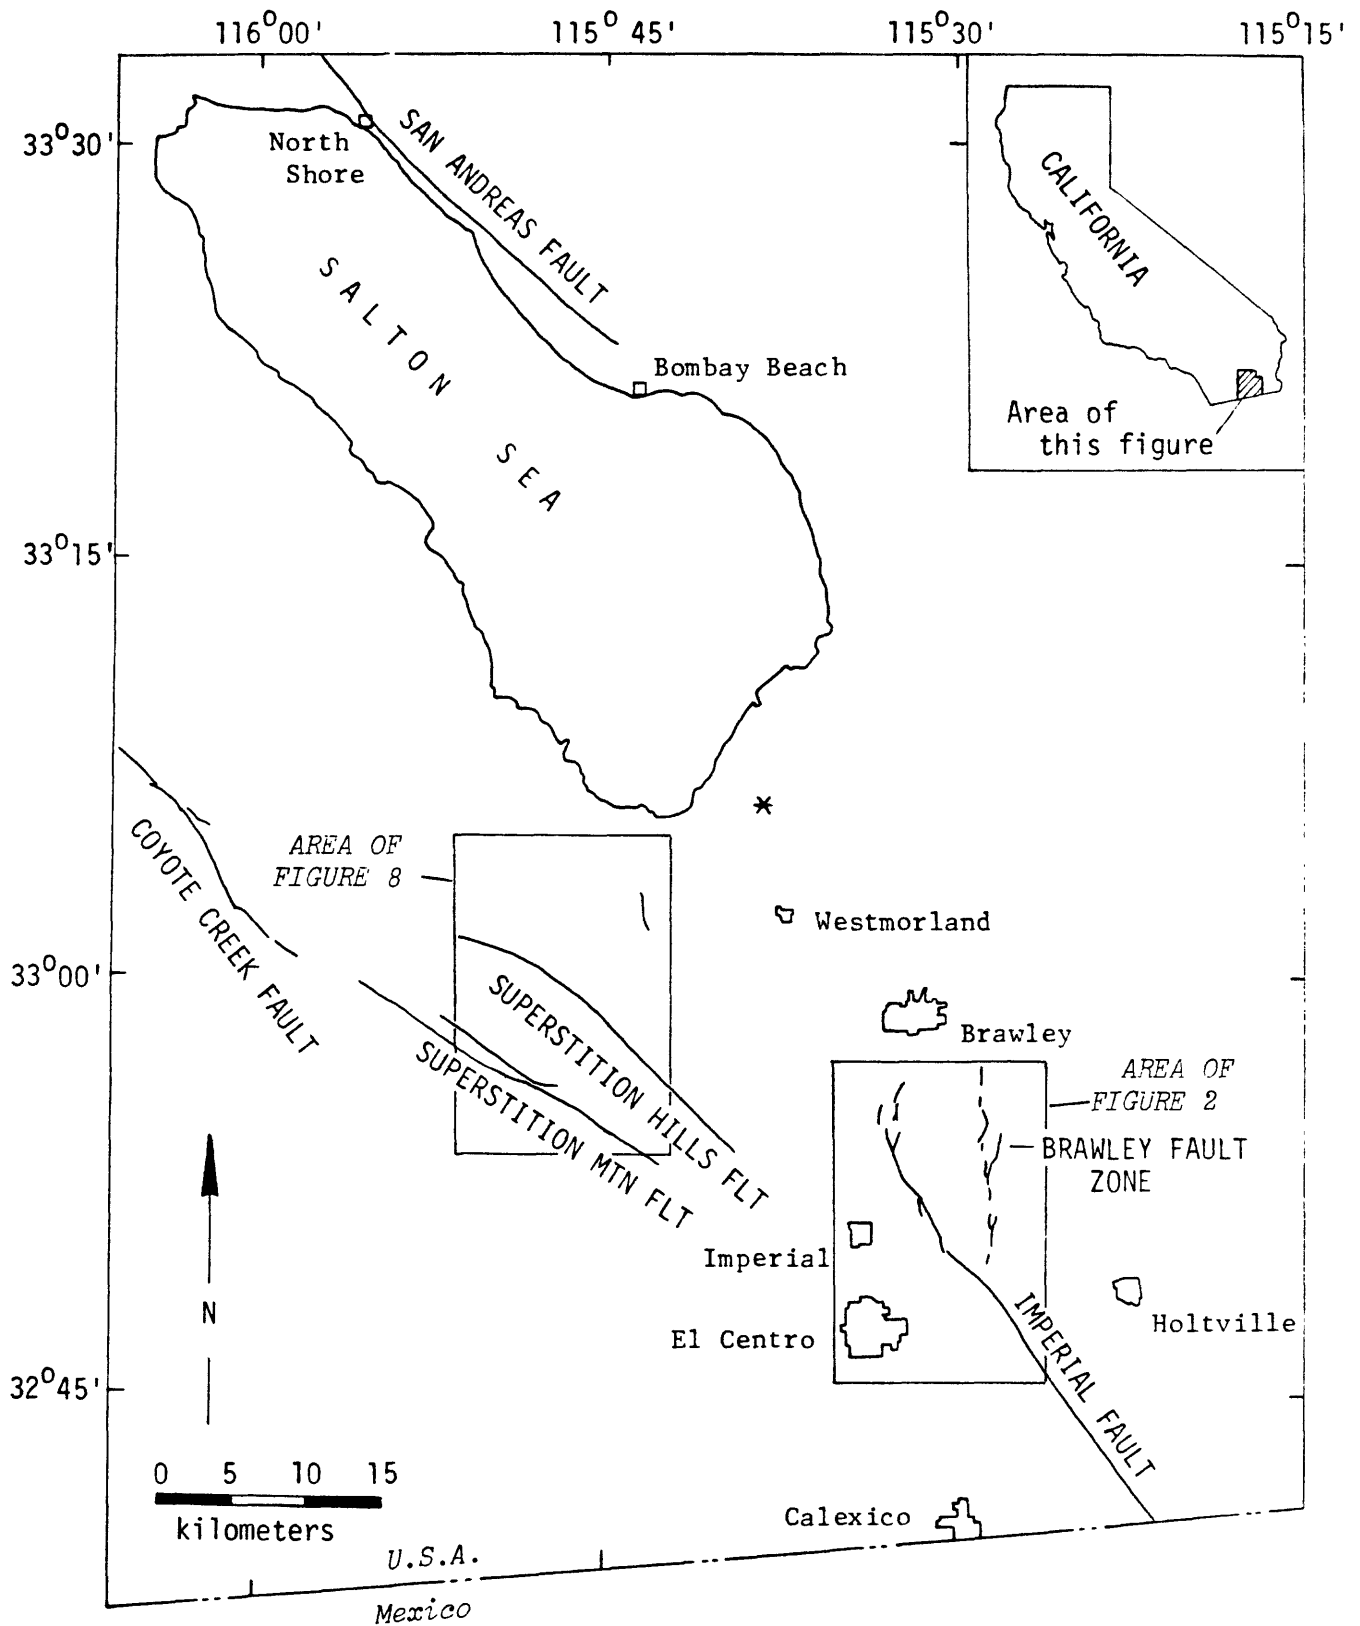 116°00'
115°45'
115°30'
115°15'
33°30'
North
Shore
SAN ANDREAS FAULT
CALIFORNIA
SALTON SEA
Bombay Beach
Area of
this figure
33°15'
*
AREA OF
FIGURE 8
COYOTE CREEK FAULT
Westmorland
33°00'
SUPERSTITION HILLS FLT
SUPERSTITION MTN FLT
Brawley
AREA OF
FIGURE 2
BRAWLEY FAULT
ZONE
Imperial
N
El Centro
IMPERIAL FAULT
Holtville
32°45'
0 5 10 15
kilometers
Calexico
U.S.A.
Mexico